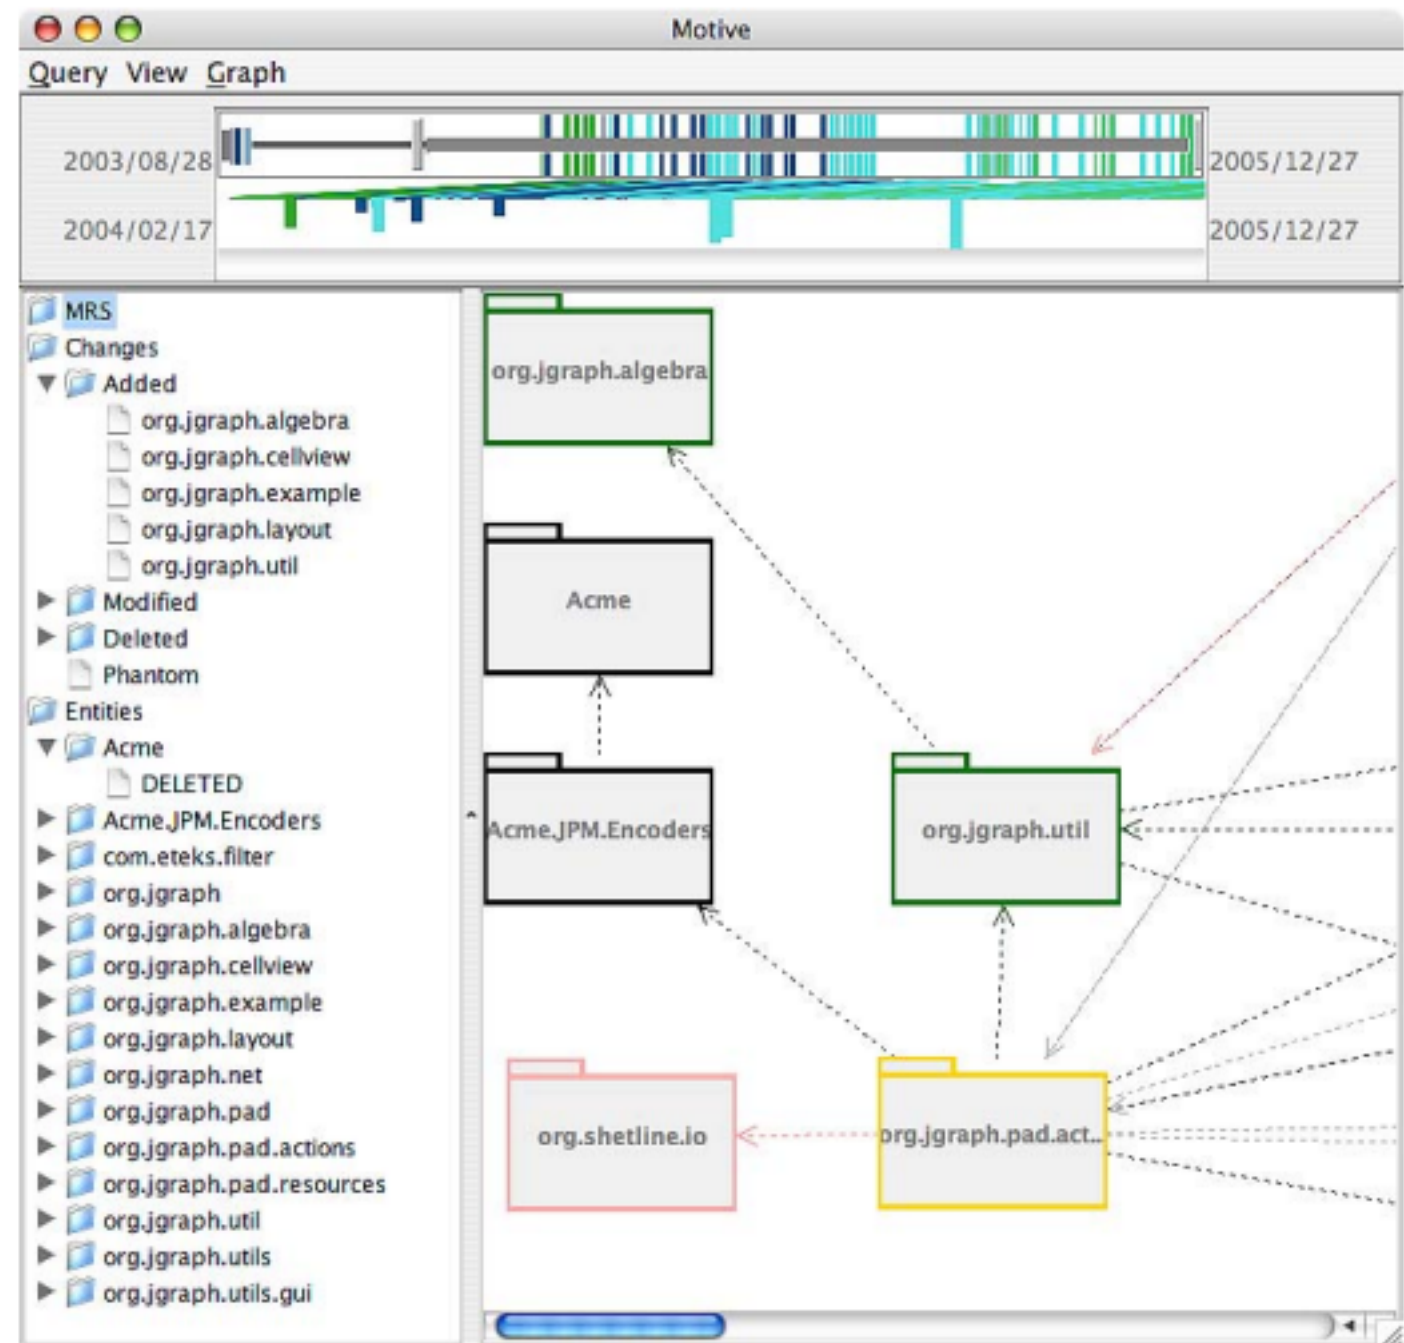 Motive
Query View Graph
2003/08/28
2005/12/27
2004/02/17
2005/12/27
MRS
Changes
Added
org.jgraph.algebra
org.jgraph.cellview
org.jgraph.example
org.jgraph.layout
org.jgraph.util
Modified
Deleted
Phantom
Entities
Acme
DELETED
Acme.JPM.Encoders
com.eteks.filter
org.jgraph
org.jgraph.algebra
org.jgraph.cellview
org.jgraph.example
org.jgraph.layout
org.jgraph.net
org.jgraph.pad
org.jgraph.pad.actions
org.jgraph.pad.resources
org.jgraph.util
org.jgraph.utils
org.jgraph.utils.gui
org.jgraph.algebra
Acme
Acme.JPM.Encoders
org.jgraph.util
org.shetline.io
org.jgraph.pad.act...